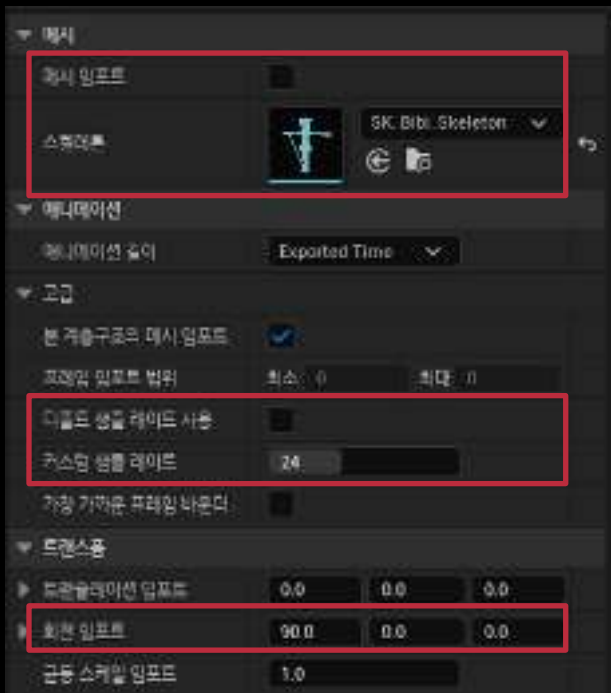 메시
메시 임포트
스켈레톤
SK_Bibi_Skeleton
애니메이션
애니메이션 길이 Exported Time
고급
본 계층구조의 메시 임포트
프레임 임포트 범위 최소 0 최대 0
디폴트 샘플 레이트 사용
커스텀 샘플 레이트 24
가장 가까운 프레임 바운더
트랜스폼
트랜슬레이션 임포트 0.0 0.0 0.0
회전 임포트 90.0 0.0 0.0
균등 스케일 임포트 1.0